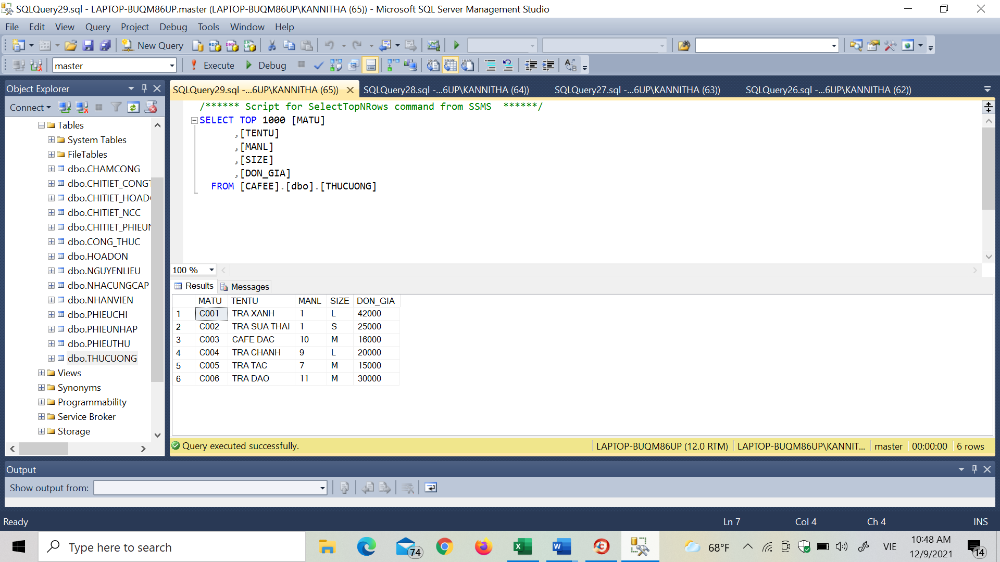 SQLQuery29.sql - LAPTOP-BUQM86UP.master (LAPTOP-BUQM86UP\KANNITHA (65)) - Microsoft SQL Server Management Studio
File Edit View Query Project Debug Tools Window Help
New Query
master Execute Debug
Object Explorer
Connect
Tables
System Tables
FileTables
dbo.CHAMCONG
dbo.CHITIET_CONGT
dbo.CHITIET_HOADO
dbo.CHITIET_NCC
dbo.CHITIET_PHIEUN
dbo.CONG_THUC
dbo.HOADON
dbo.NGUYENLIEU
dbo.NHACUNGCAP
dbo.NHANVIEN
dbo.PHIEUCHI
dbo.PHIEUNHAP
dbo.PHIEUTHU
dbo.THUCUONG
Views
Synonyms
Programmability
Service Broker
Storage
SQLQuery29.sql -...6UP\KANNITHA (65)) SQLQuery28.sql -...6UP\KANNITHA (64)) SQLQuery27.sql -...6UP\KANNITHA (63)) SQLQuery26.sql -...6UP\KANNITHA (62))
/****** Script for SelectTopNRows command from SSMS ******/
SELECT TOP 1000 [MATU]
,[TENTU]
,[MANL]
,[SIZE]
,[DON_GIA]
FROM [CAFEE].[dbo].[THUCUONG]
100 %
Results Messages
MATU TENTU MANL SIZE DON_GIA
1 C001 TRA XANH 1 L 42000
2 C002 TRA SUA THAI 1 S 25000
3 C003 CAFE DAC 10 M 16000
4 C004 TRA CHANH 9 L 20000
5 C005 TRA TAC 7 M 15000
6 C006 TRA DAO 11 M 30000
Query executed successfully. LAPTOP-BUQM86UP (12.0 RTM) LAPTOP-BUQM86UP\KANNIT... master 00:00:00 6 rows
Output
Show output from:
Ready Ln 7 Col 4 Ch 4 INS
Type here to search 74 68°F VIE 10:48 AM
12/9/2021 14